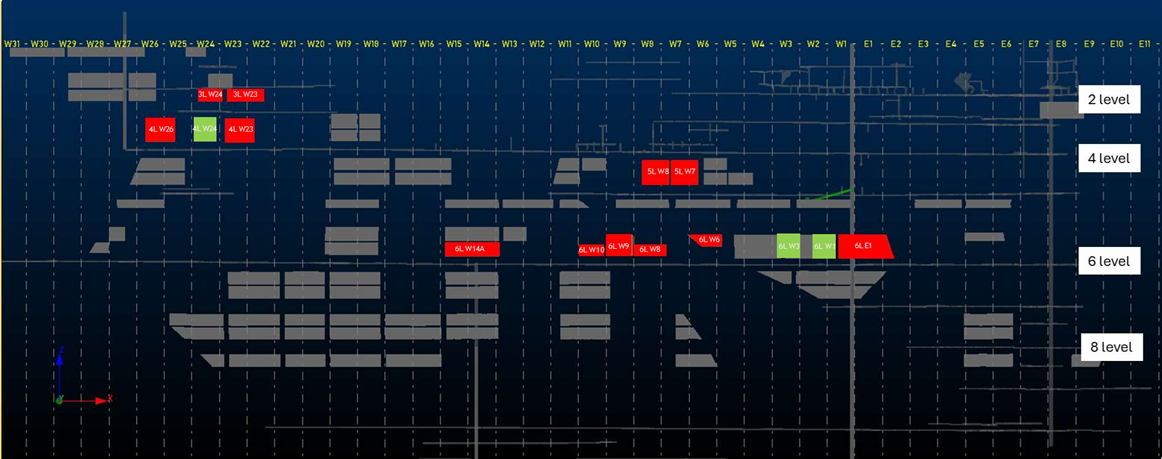 W31 - W30 - W29 - W28 - W27 - W26 - W25 - W24 - W23 - W22 - W21 - W20 - W19 - W18 - W17 - W16 - W15 - W14 - W13 - W12 - W11 - W10 - W9 - W8 - W7 - W6 - W5 - W4 - W3 - W2 - W1 - E1 - E2 - E3 - E4 - E5 - E6 - E7 - E8 - E9 - E10 - E11 -
3L W24
3L W23
2 level
4L W26
4L W24
4L W23
4 level
5L W8
5L W7
6L W14A
6L W10
6L W9
6L W8
6L W6
6L W3
6L W1
6L E1
6 level
8 level
Z
Y
X